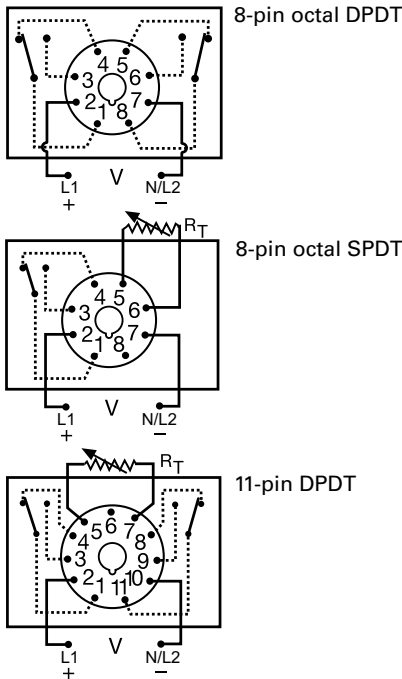 8-pin octal DPDT
4 5
3 6
2 7
1 8
L1 V N/L2
+ −
R_T
8-pin octal SPDT
4 5
3 6
2 7
1 8
L1 V N/L2
+ −
R_T
11-pin DPDT
5 6 7
4 8
3 9
2 10
1 11
L1 V N/L2
+ −